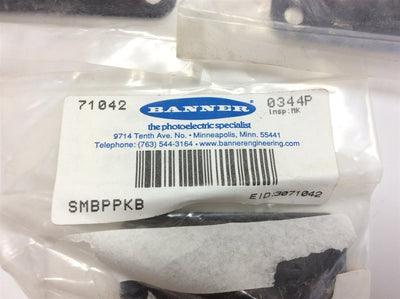 71042 BANNER 0344P
Insp:MK
the photoelectric specialist
9714 Tenth Ave. No. • Minneapolis, Minn. 55441
Telephone: (763) 544-3164 • www.bannerengineering.com
SMBPPKB EID:3071042